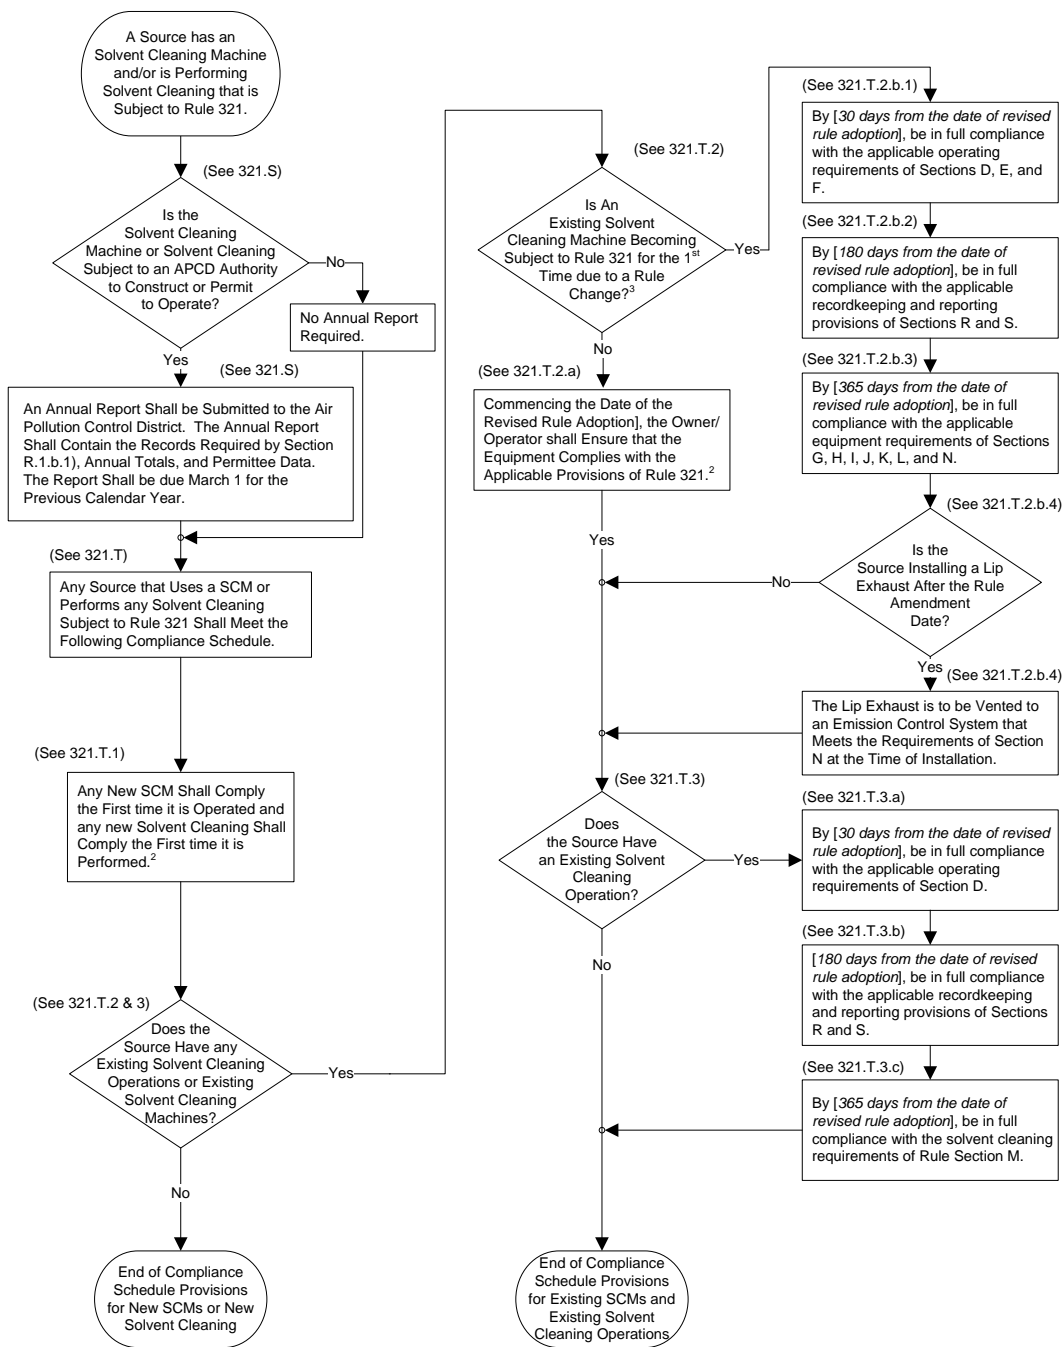 A Source has an
Solvent Cleaning Machine
and/or is Performing
Solvent Cleaning that is
Subject to Rule 321.
(See 321.S)
Is the
Solvent Cleaning
Machine or Solvent Cleaning
Subject to an APCD Authority
to Construct or Permit
to Operate?
No
No Annual Report
Required.
Yes
(See 321.S)
An Annual Report Shall be Submitted to the Air
Pollution Control District. The Annual Report
Shall Contain the Records Required by Section
R.1.b.1), Annual Totals, and Permittee Data.
The Report Shall be due March 1 for the
Previous Calendar Year.
(See 321.T)
Any Source that Uses a SCM or
Performs any Solvent Cleaning
Subject to Rule 321 Shall Meet the
Following Compliance Schedule.
(See 321.T.1)
Any New SCM Shall Comply
the First time it is Operated and
any new Solvent Cleaning Shall
Comply the First time it is
Performed.2
(See 321.T.2 & 3)
Does the
Source Have any
Existing Solvent Cleaning
Operations or Existing
Solvent Cleaning
Machines?
Yes
No
End of Compliance
Schedule Provisions
for New SCMs or New
Solvent Cleaning
(See 321.T.2)
Is An
Existing Solvent
Cleaning Machine Becoming
Subject to Rule 321 for the 1st
Time due to a Rule
Change?3
Yes
No
(See 321.T.2.a)
Commencing the Date of the
Revised Rule Adoption], the Owner/
Operator shall Ensure that the
Equipment Complies with the
Applicable Provisions of Rule 321.2
Yes
(See 321.T.2.b.1)
By [30 days from the date of revised
rule adoption], be in full compliance
with the applicable operating
requirements of Sections D, E, and
F.
(See 321.T.2.b.2)
By [180 days from the date of
revised rule adoption], be in full
compliance with the applicable
recordkeeping and reporting
provisions of Sections R and S.
(See 321.T.2.b.3)
By [365 days from the date of
revised rule adoption], be in full
compliance with the applicable
equipment requirements of Sections
G, H, I, J, K, L, and N.
(See 321.T.2.b.4)
Is the
Source Installing a Lip
Exhaust After the Rule
Amendment
Date?
No
Yes
(See 321.T.2.b.4)
The Lip Exhaust is to be Vented to
an Emission Control System that
Meets the Requirements of Section
N at the Time of Installation.
(See 321.T.3)
Does
the Source Have
an Existing Solvent
Cleaning
Operation?
Yes
No
(See 321.T.3.a)
By [30 days from the date of revised
rule adoption], be in full compliance
with the applicable operating
requirements of Section D.
(See 321.T.3.b)
[180 days from the date of revised
rule adoption], be in full compliance
with the applicable recordkeeping
and reporting provisions of Sections
R and S.
(See 321.T.3.c)
By [365 days from the date of
revised rule adoption], be in full
compliance with the solvent cleaning
requirements of Rule Section M.
End of Compliance
Schedule Provisions
for Existing SCMs and
Existing Solvent
Cleaning Operations